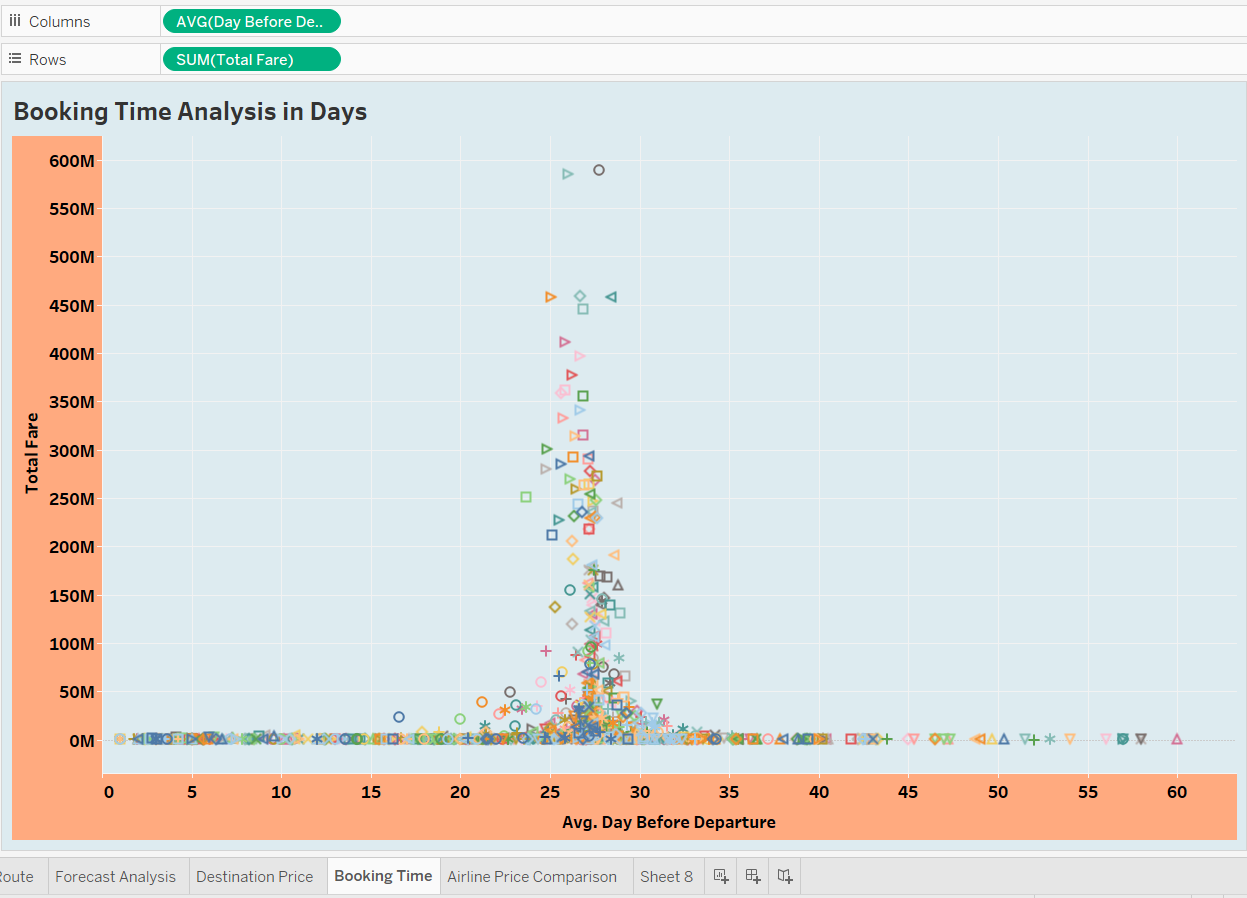 Columns
AVG(Day Before De..
Rows
SUM(Total Fare)
Booking Time Analysis in Days
600M
550M
500M
450M
400M
350M
300M
250M
200M
150M
100M
50M
0M
Total Fare
0 5 10 15 20 25 30 35 40 45 50 55 60
Avg. Day Before Departure
oute Forecast Analysis Destination Price Booking Time Airline Price Comparison Sheet 8